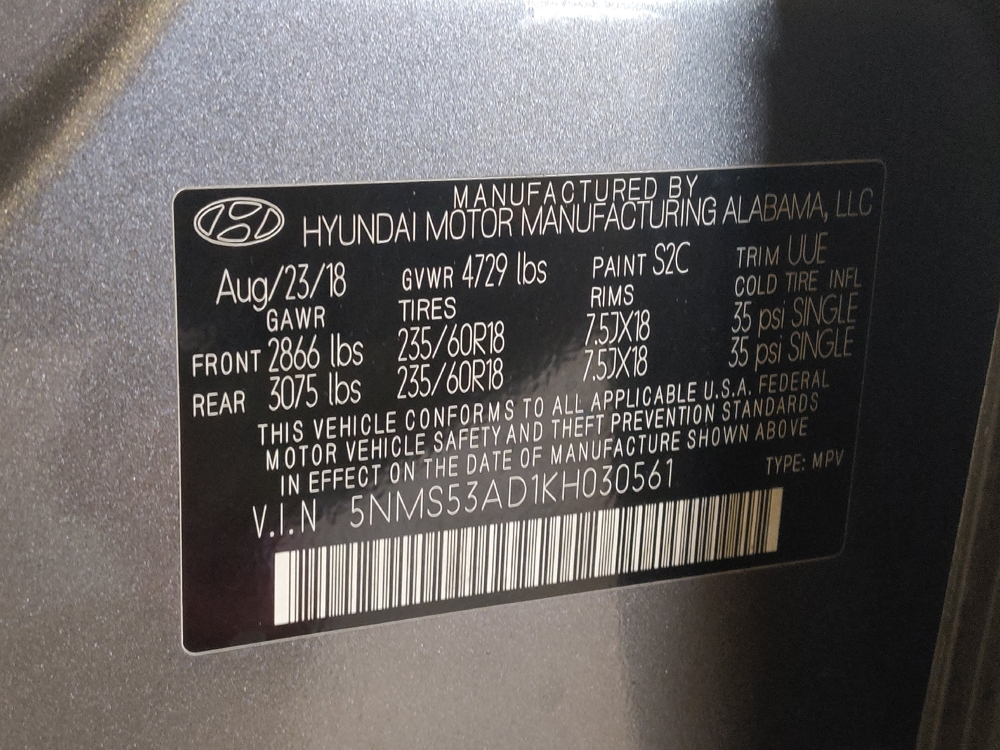 MANUFACTURED BY
HYUNDAI MOTOR MANUFACTURING ALABAMA, LLC
Aug/23/18 GVWR 4729 lbs PAINT S2C TRIM UUE
GAWR TIRES RIMS COLD TIRE INFL
FRONT 2866 lbs 235/60R18 7.5JX18 35 psi SINGLE
REAR 3075 lbs 235/60R18 7.5JX18 35 psi SINGLE
THIS VEHICLE CONFORMS TO ALL APPLICABLE U.S.A. FEDERAL
MOTOR VEHICLE SAFETY AND THEFT PREVENTION STANDARDS
IN EFFECT ON THE DATE OF MANUFACTURE SHOWN ABOVE
V.I.N 5NMS53AD1KH030561 TYPE: MPV